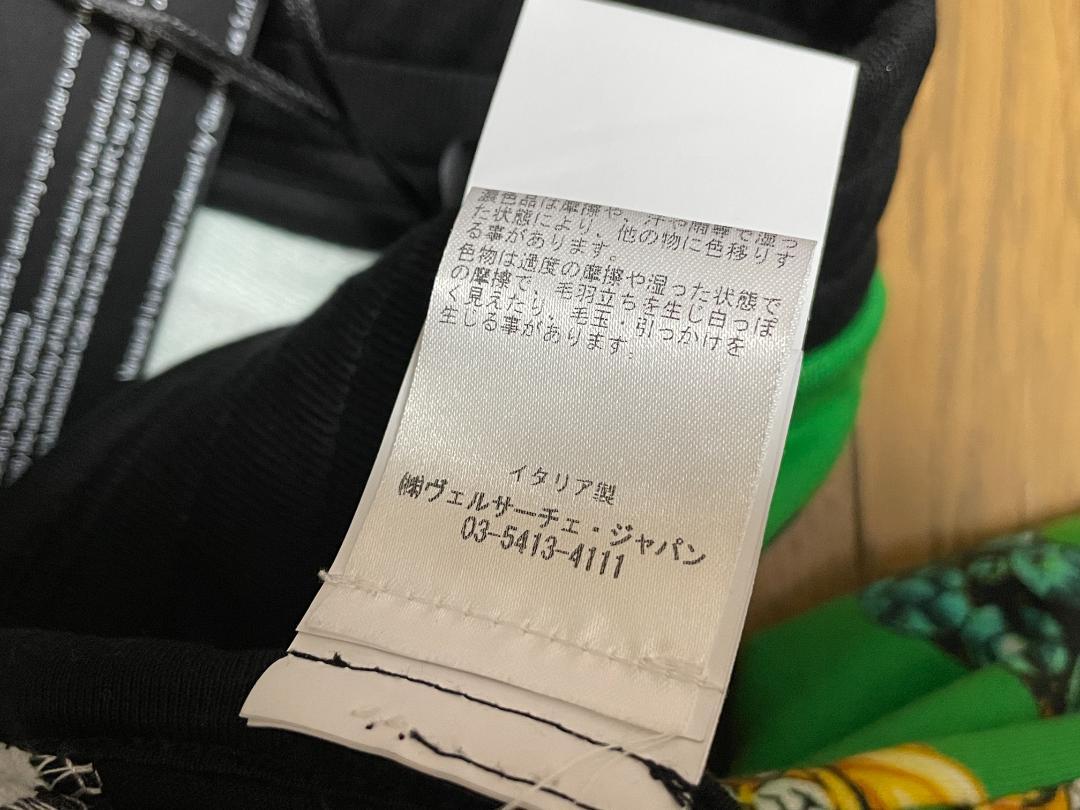 濃色品は摩擦や、汗や雨等で湿っ
た状態により、他の物に色移りす
る事があります。
色物は過度の摩擦や湿った状態で
の摩擦で、毛羽立ちを生じ白っぽ
く見えたり、毛玉・引っかけを
生じる事があります。
イタリア製
㈱ヴェルサーチェ・ジャパン
03-5413-4111